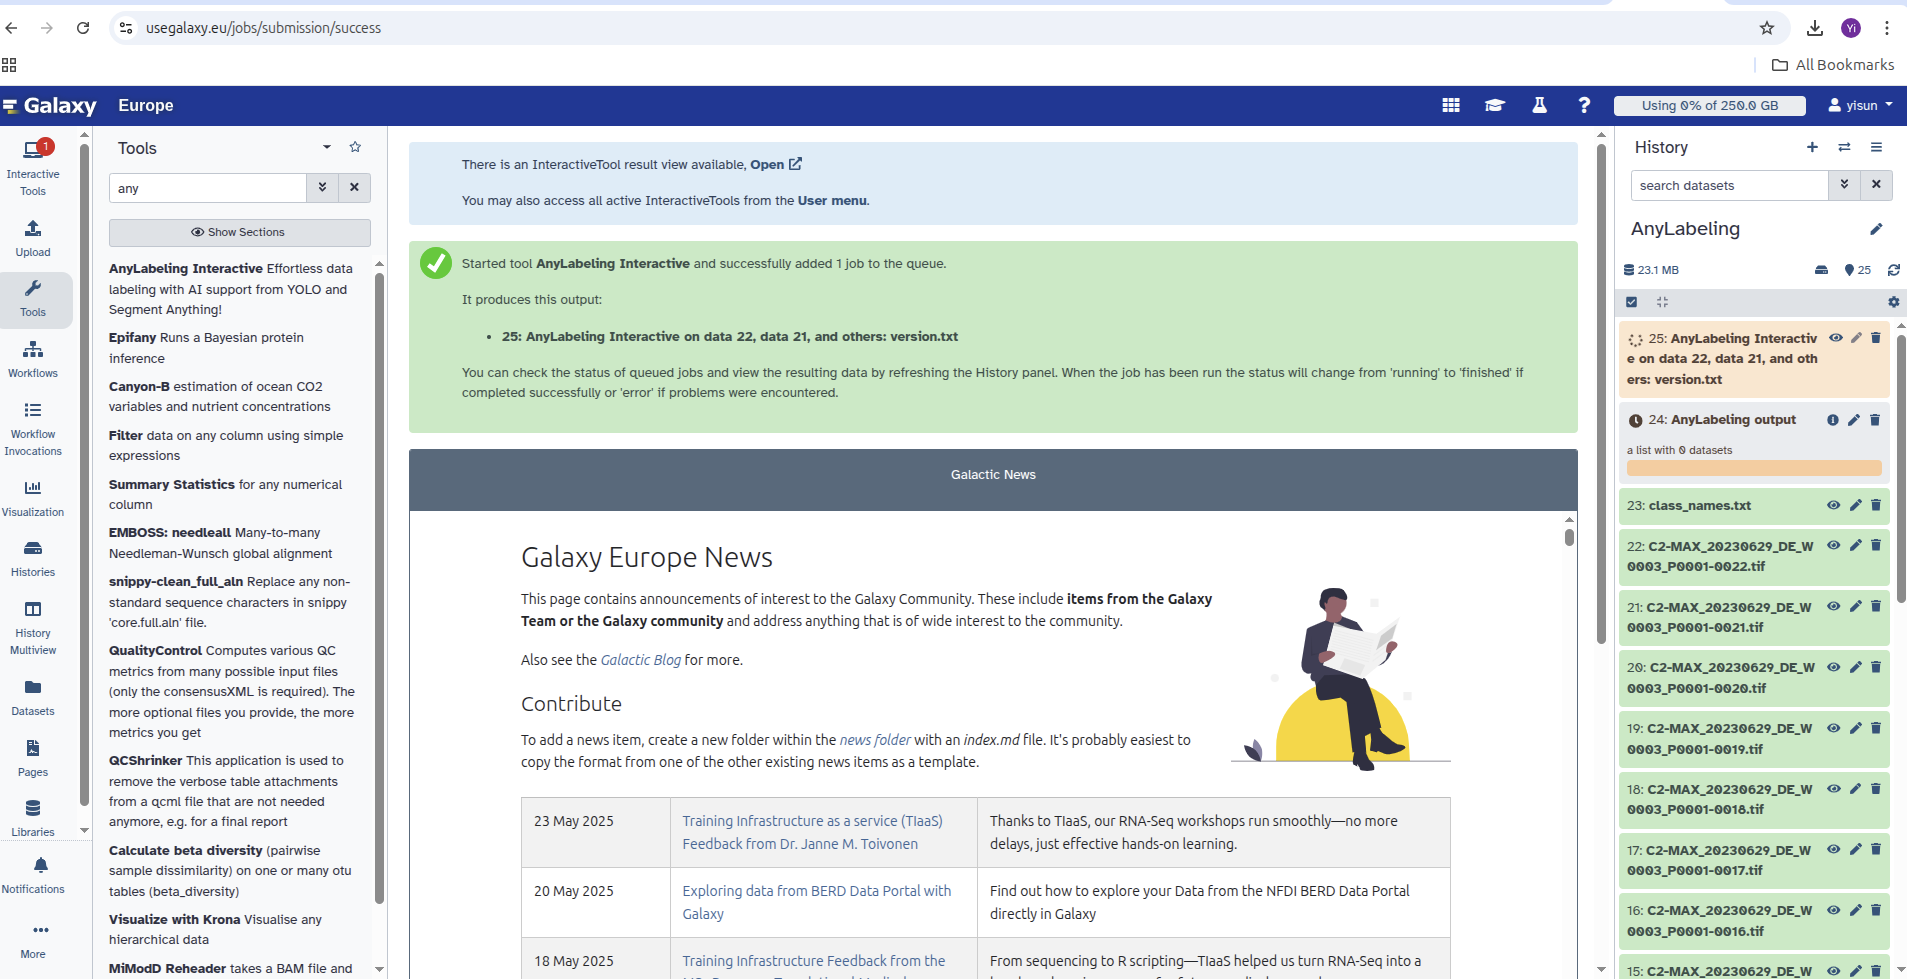 usegalaxy.eu/jobs/submission/success
Yi
All Bookmarks
Galaxy
Europe
Using 0% of 250.0 GB
yisun
1
Interactive
Tools
Upload
Tools
Workflows
Workflow
Invocations
Visualization
Histories
History
Multiview
Datasets
Pages
Libraries
Notifications
More
Tools
any
Show Sections
AnyLabeling Interactive Effortless data
labeling with AI support from YOLO and
Segment Anything!
Epifany Runs a Bayesian protein
inference
Canyon-B estimation of ocean CO2
variables and nutrient concentrations
Filter data on any column using simple
expressions
Summary Statistics for any numerical
column
EMBOSS: needleall Many-to-many
Needleman-Wunsch global alignment
snippy-clean_full_aln Replace any non-
standard sequence characters in snippy
'core.full.aln' file.
QualityControl Computes various QC
metrics from many possible input files
(only the consensusXML is required). The
more optional files you provide, the more
metrics you get
QCShrinker This application is used to
remove the verbose table attachments
from a qcml file that are not needed
anymore, e.g. for a final report
Calculate beta diversity (pairwise
sample dissimilarity) on one or many otu
tables (beta_diversity)
Visualize with Krona Visualise any
hierarchical data
MiModD Reheader takes a BAM file and
There is an InteractiveTool result view available, Open
You may also access all active InteractiveTools from the User menu.
Started tool AnyLabeling Interactive and successfully added 1 job to the queue.
It produces this output:
• 25: AnyLabeling Interactive on data 22, data 21, and others: version.txt
You can check the status of queued jobs and view the resulting data by refreshing the History panel. When the job has been run the status will change from 'running' to 'finished' if
completed successfully or 'error' if problems were encountered.
Galactic News
Galaxy Europe News
This page contains announcements of interest to the Galaxy Community. These include items from the Galaxy
Team or the Galaxy community and address anything that is of wide interest to the community.
Also see the Galactic Blog for more.
Contribute
To add a news item, create a new folder within the news folder with an index.md file. It's probably easiest to
copy the format from one of the other existing news items as a template.
23 May 2025
Training Infrastructure as a service (TIaaS)
Feedback from Dr. Janne M. Toivonen
Thanks to TIaaS, our RNA-Seq workshops run smoothly—no more
delays, just effective hands-on learning.
20 May 2025
Exploring data from BERD Data Portal with
Galaxy
Find out how to explore your Data from the NFDI BERD Data Portal
directly in Galaxy
18 May 2025
Training Infrastructure Feedback from the
From sequencing to R scripting—TIaaS helped us turn RNA-Seq into a
History
search datasets
AnyLabeling
23.1 MB
25
25: AnyLabeling Interactiv
e on data 22, data 21, and oth
ers: version.txt
24: AnyLabeling output
a list with 0 datasets
23: class_names.txt
22: C2-MAX_20230629_DE_W
0003_P0001-0022.tif
21: C2-MAX_20230629_DE_W
0003_P0001-0021.tif
20: C2-MAX_20230629_DE_W
0003_P0001-0020.tif
19: C2-MAX_20230629_DE_W
0003_P0001-0019.tif
18: C2-MAX_20230629_DE_W
0003_P0001-0018.tif
17: C2-MAX_20230629_DE_W
0003_P0001-0017.tif
16: C2-MAX_20230629_DE_W
0003_P0001-0016.tif
15: C2-MAX_20230629_DE_W